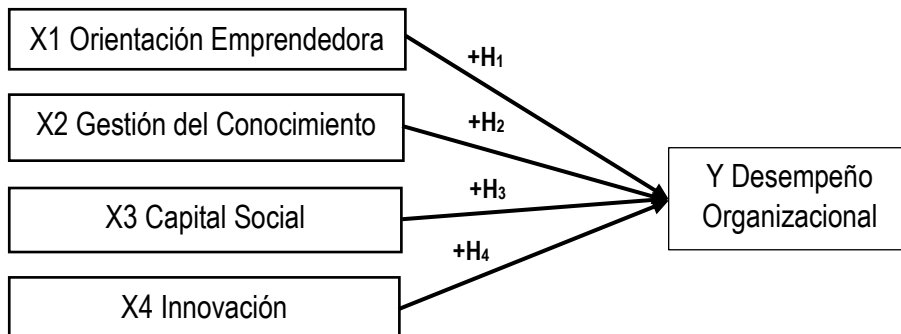 X1 Orientación Emprendedora
+H₁
X2 Gestión del Conocimiento
+H₂
X3 Capital Social
+H₃
X4 Innovación
+H₄
Y Desempeño
Organizacional